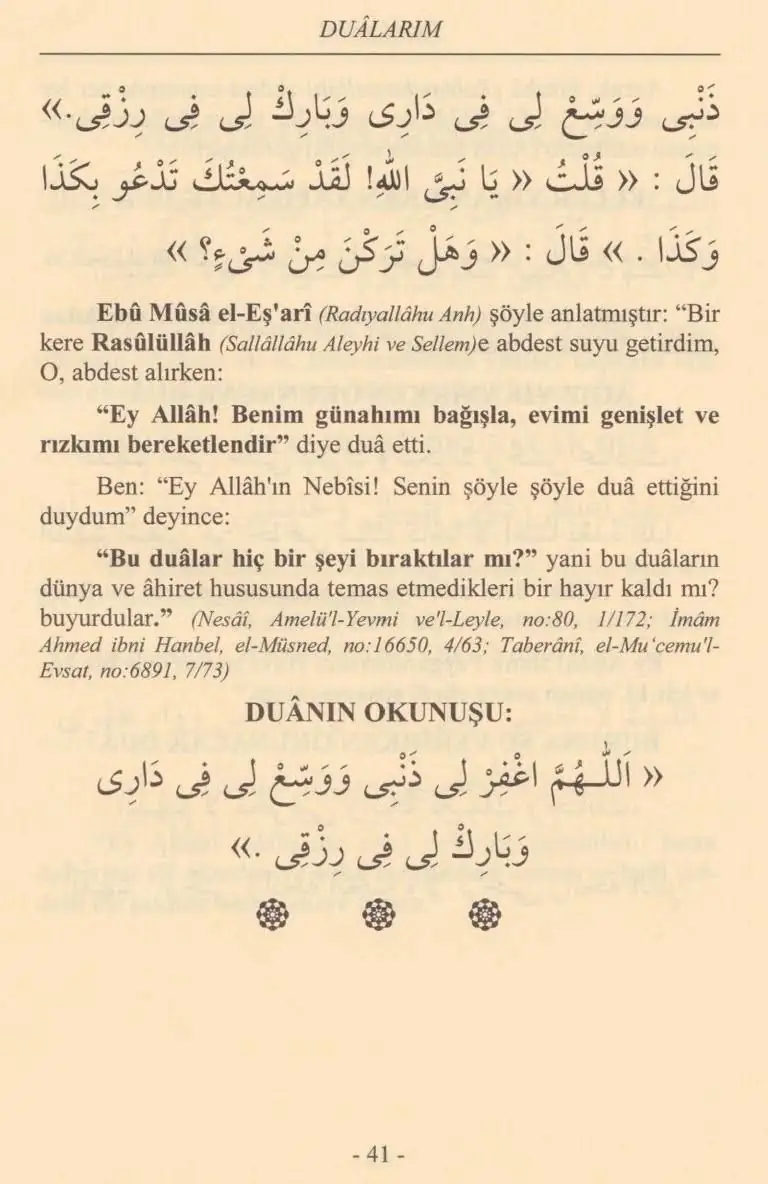 DUÂLARIM
ذَنْبِى وَوَسِّعْ لِى فِى دَارِى وَبَارِكْ لِى فِى رِزْقِى.»
قَالَ : « قُلْتُ « يَا نَبِىَّ اللهِ! لَقَدْ سَمِعْتُكَ تَدْعُو بِكَذَا
وَكَذَا . » قَالَ : « وَهَلْ تَرَكْنَ مِنْ شَىْءٍ؟ »
Ebû Mûsâ el-Eş'arî (Radıyallâhu Anh) şöyle anlatmıştır: “Bir
kere Rasûlüllâh (Sallâllâhu Aleyhi ve Sellem)e abdest suyu getirdim,
O, abdest alırken:
“Ey Allâh! Benim günahımı bağışla, evimi genişlet ve
rızkımı bereketlendir” diye duâ etti.
Ben: “Ey Allâh'ın Nebîsi! Senin şöyle şöyle duâ ettiğini
duydum” deyince:
“Bu duâlar hiç bir şeyi bıraktılar mı?” yani bu duâların
dünya ve âhiret hususunda temas etmedikleri bir hayır kaldı mı?
buyurdular.” (Nesâî, Amelü'l-Yevmi ve'l-Leyle, no:80, 1/172; İmâm
Ahmed ibni Hanbel, el-Müsned, no:16650, 4/63; Taberânî, el-Mu‘cemu'l-
Evsat, no:6891, 7/73)
DUÂNIN OKUNUŞU:
« اَللّٰهُمَّ اغْفِرْ لِى ذَنْبِى وَوَسِّعْ لِى فِى دَارِى
وَبَارِكْ لِى فِى رِزْقِى .»
- 41 -